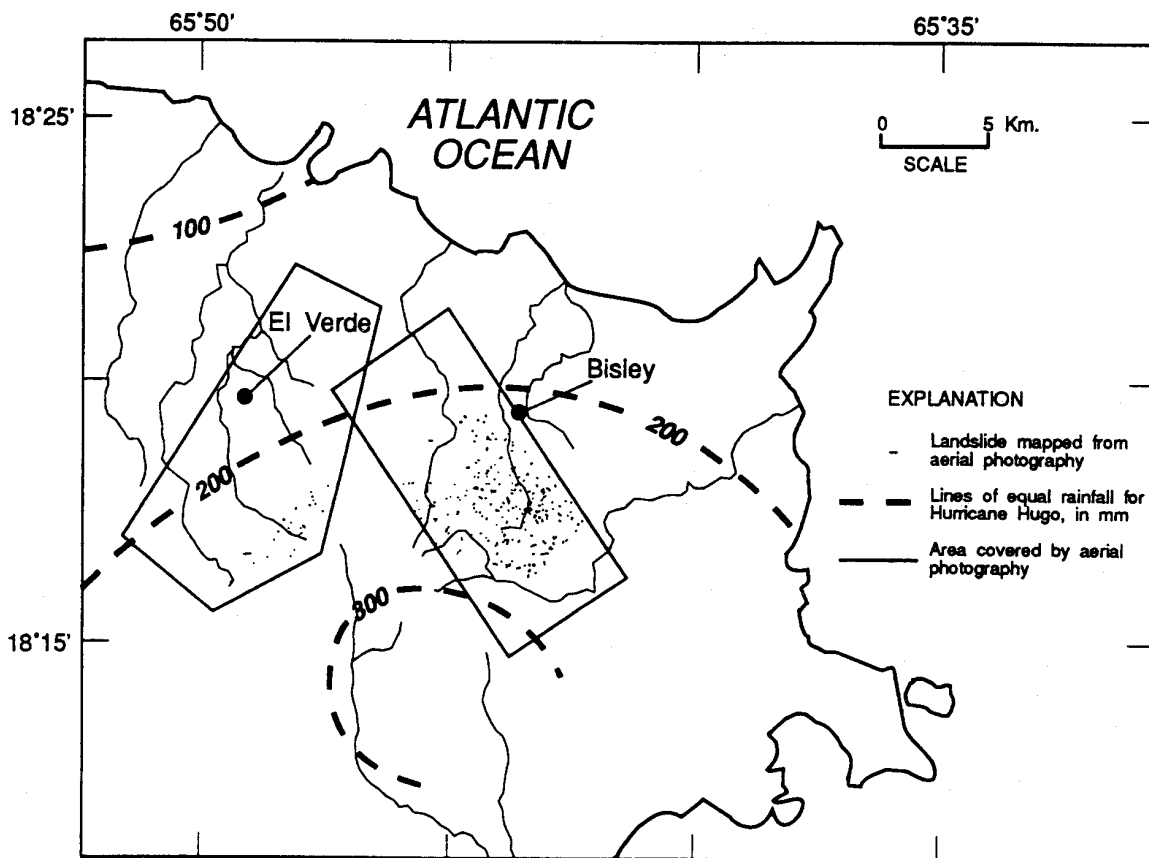 65°50'
65°35'
18°25'
ATLANTIC
OCEAN
0 5 Km.
SCALE
100
El Verde
Bisley
EXPLANATION
Landslide mapped from
aerial photography
200
200
Lines of equal rainfall for
Hurricane Hugo, in mm
Area covered by aerial
photography
300
18°15'